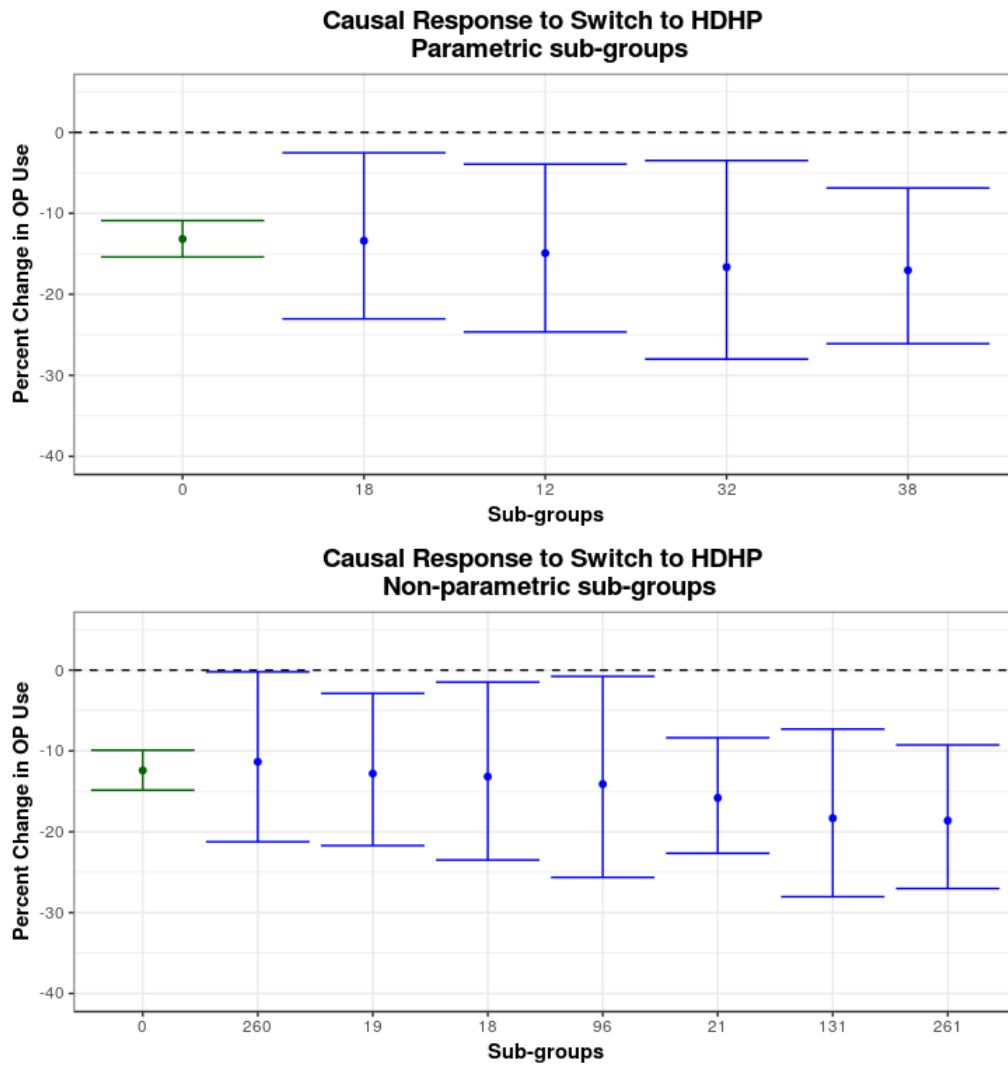 Causal Response to Switch to HDHP
Parametric sub-groups
Percent Change in OP Use
0
-10
-20
-30
-40
0 18 12 32 38
Sub-groups
Causal Response to Switch to HDHP
Non-parametric sub-groups
Percent Change in OP Use
0
-10
-20
-30
-40
0 260 19 18 96 21 131 261
Sub-groups